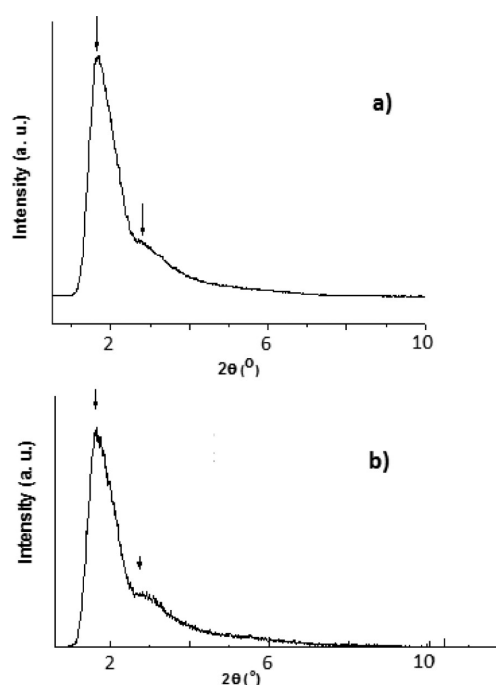 Intensity (a. u.)
a)
2 6 10
2θ (O)
Intensity (a. u.)
b)
2 6 10
2θ (°)